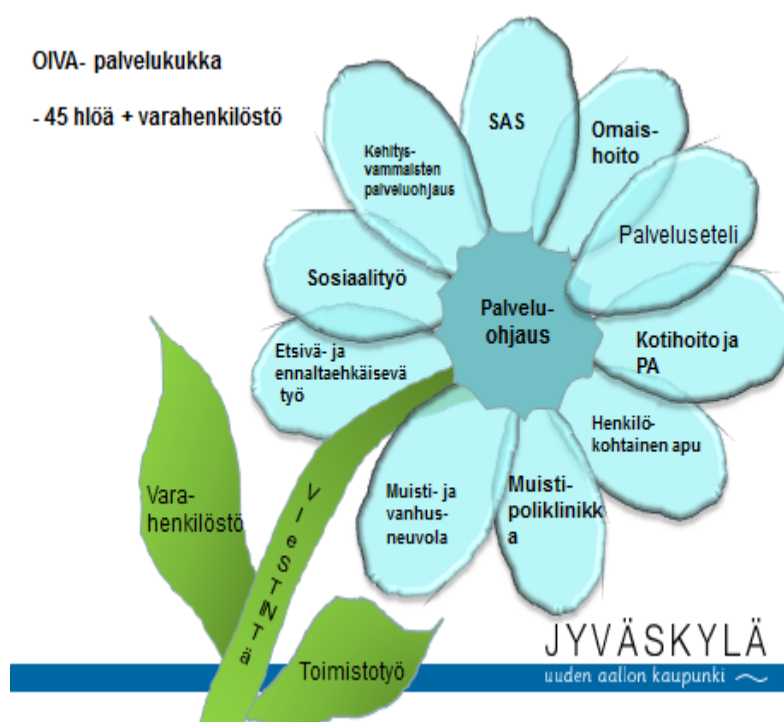 OIVA- palvelukukka
- 45 hlöä + varahenkilöstö
SAS
Omais-
hoito
Kehitys-
vammaisten
palveluohjaus
Palveluseteli
Sosiaalityö
Palvelu-
ohjaus
Kotihoito ja
PA
Etsivä- ja
ennaltaehkäisevä
työ
Henkilö-
kohtainen apu
Muisti- ja
vanhus-
neuvola
Muisti-
poliklinikk
a
Vara-
henkilöstö
VIeSTINTä
Toimistotyö
JYVÄSKYLÄ
uuden aallon kaupunki